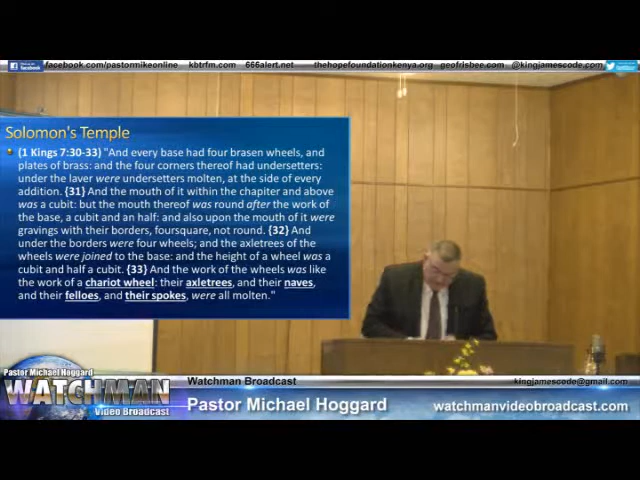 facebook.com/pastormikeonline kbtrfm.com 666alert.net thehopefoundationkenya.org geofrisbee.com @kingjamescode.com
Solomon's Temple
(1 Kings 7:30-33) "And every base had four brasen wheels, and
plates of brass: and the four corners thereof had undersetters:
under the laver were undersetters molten, at the side of every
addition. {31} And the mouth of it within the chapiter and above
was a cubit: but the mouth thereof was round after the work of
the base, a cubit and an half: and also upon the mouth of it were
gravings with their borders, foursquare, not round. {32} And
under the borders were four wheels; and the axletrees of the
wheels were joined to the base: and the height of a wheel was a
cubit and half a cubit. {33} And the work of the wheels was like
the work of a chariot wheel: their axletrees, and their naves,
and their felloes, and their spokes, were all molten."
Pastor Michael Hoggard
WATCHMAN
Video Broadcast
Watchman Broadcast kingjamescode@gmail.com
Pastor Michael Hoggard watchmanvideobroadcast.com